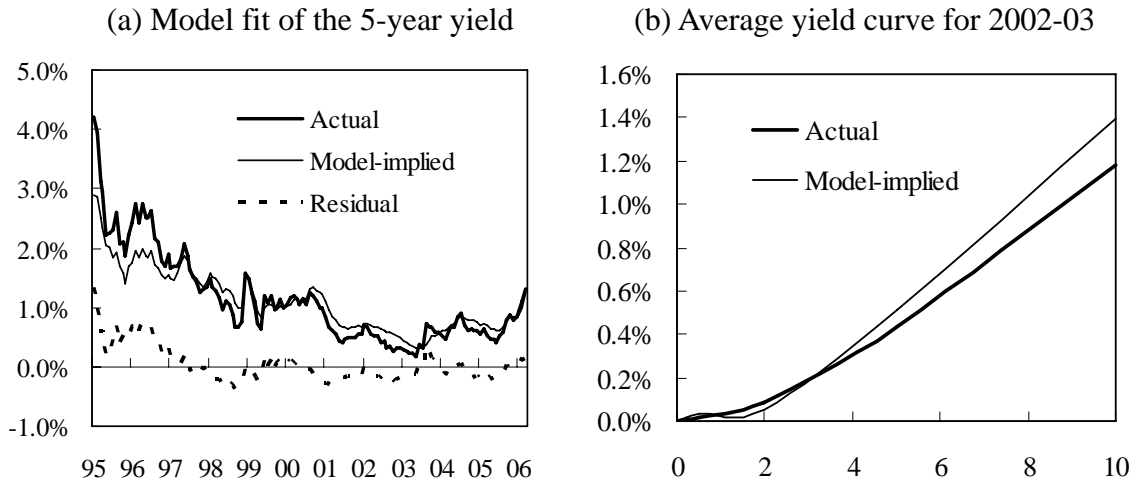 (a) Model fit of the 5-year yield
5.0%
4.0%
3.0%
2.0%
1.0%
0.0%
-1.0%
Actual
Model-implied
Residual
95 96 97 98 99 00 01 02 03 04 05 06
(b) Average yield curve for 2002-03
1.6%
1.4%
1.2%
1.0%
0.8%
0.6%
0.4%
0.2%
0.0%
Actual
Model-implied
0 2 4 6 8 10